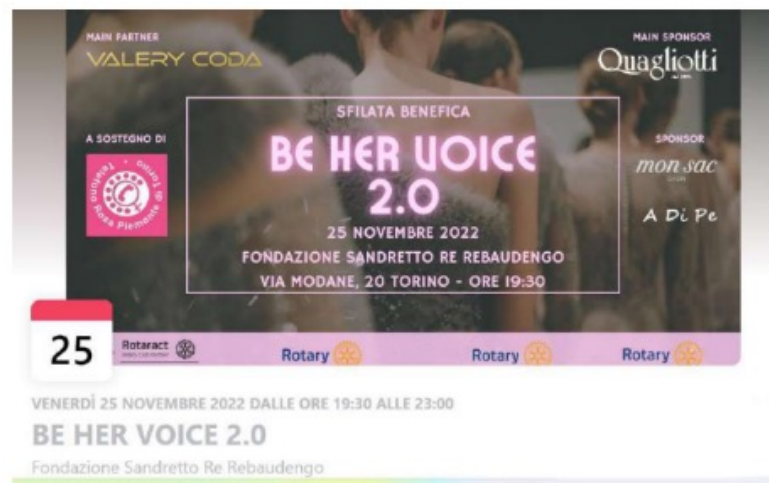 MAIN PARTNER
VALERY CODA
MAIN SPONSOR
Quagliotti
A SOSTEGNO DI
Telefono Rosa Piemonte di Torino
SFILATA BENEFICA
BE HER VOICE
2.0
25 NOVEMBRE 2022
FONDAZIONE SANDRETTO RE REBAUDENGO
VIA MODANE, 20 TORINO - ORE 19:30
SPONSOR
mon sac
A Di Pe
25
Rotaract
Rotary
Rotary
Rotary
VENERDÌ 25 NOVEMBRE 2022 DALLE ORE 19:30 ALLE 23:00
BE HER VOICE 2.0
Fondazione Sandretto Re Rebaudengo